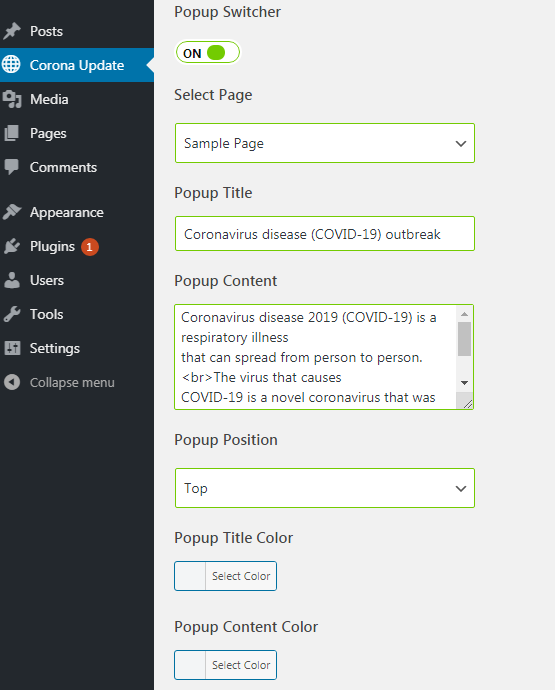 Posts
Corona Update
Media
Pages
Comments
Appearance
Plugins 1
Users
Tools
Settings
Collapse menu
Popup Switcher
ON
Select Page
Sample Page
Popup Title
Coronavirus disease (COVID-19) outbreak
Popup Content
Coronavirus disease 2019 (COVID-19) is a
respiratory illness
that can spread from person to person.
<br>The virus that causes
COVID-19 is a novel coronavirus that was
Popup Position
Top
Popup Title Color
Select Color
Popup Content Color
Select Color